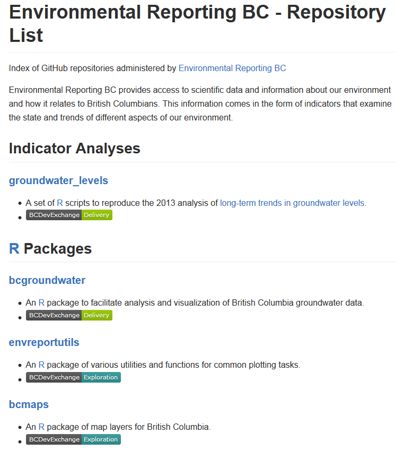 Environmental Reporting BC - Repository
List
Index of GitHub repositories administered by Environmental Reporting BC
Environmental Reporting BC provides access to scientific data and information about our environment
and how it relates to British Columbians. This information comes in the form of indicators that examine
the state and trends of different aspects of our environment.
Indicator Analyses
groundwater_levels
• A set of R scripts to reproduce the 2013 analysis of long-term trends in groundwater levels.
• BCDevExchange Delivery
R Packages
bcgroundwater
• An R package to facilitate analysis and visualization of British Columbia groundwater data.
• BCDevExchange Delivery
envreportutils
• An R package of various utilities and functions for common plotting tasks.
• BCDevExchange Exploration
bcmaps
• An R package of map layers for British Columbia.
• BCDevExchange Exploration